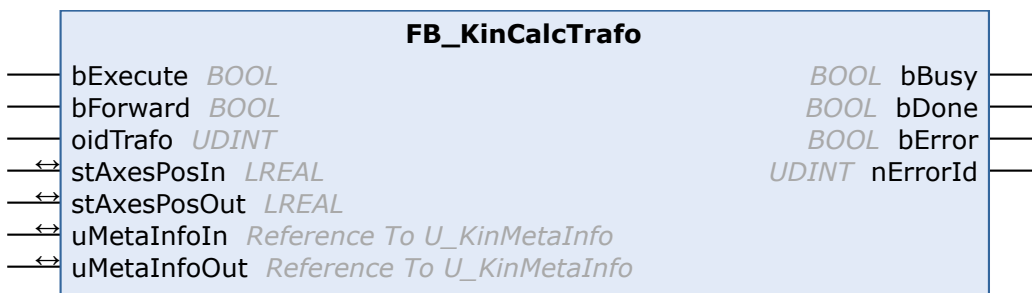 FB_KinCalcTrafo
bExecute BOOL BOOL bBusy
bForward BOOL BOOL bDone
oidTrafo UDINT BOOL bError
stAxesPosIn LREAL UDINT nErrorId
stAxesPosOut LREAL
uMetaInfoIn Reference To U_KinMetaInfo
uMetaInfoOut Reference To U_KinMetaInfo